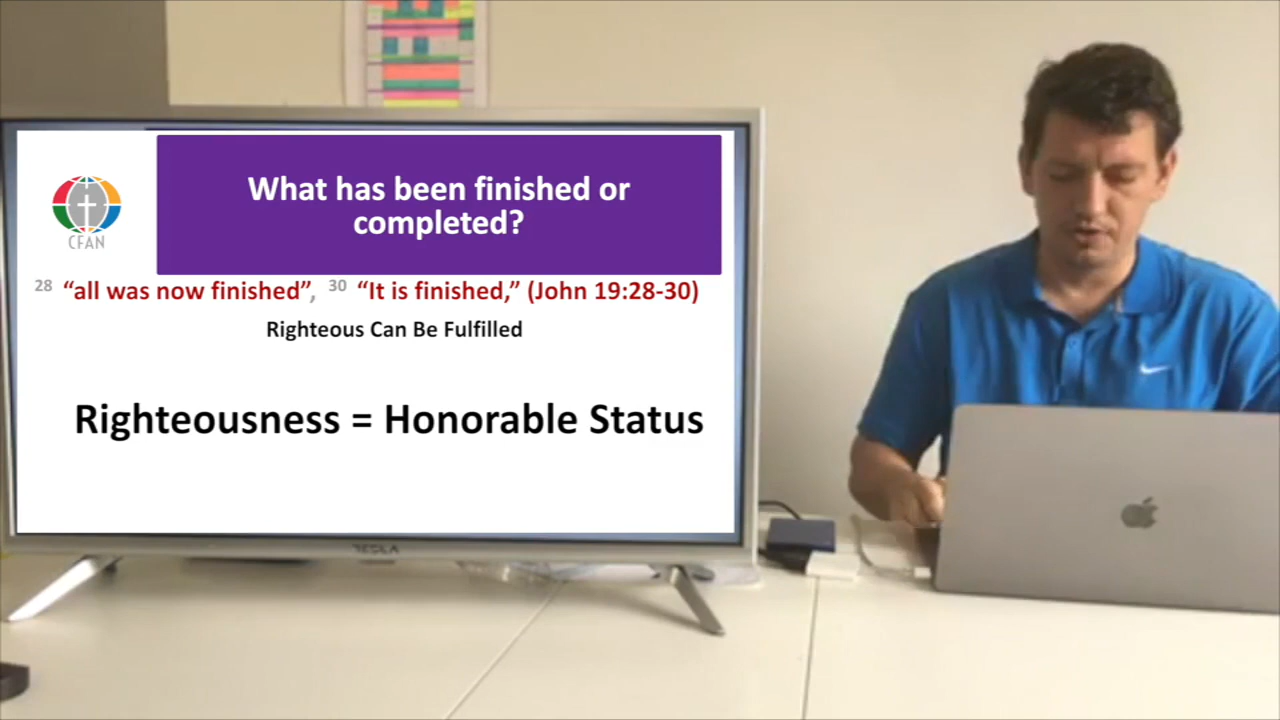 What has been finished or
completed?
CFAN
28 “all was now finished”, 30 “It is finished,” (John 19:28-30)
Righteous Can Be Fulfilled
Righteousness = Honorable Status
TESLA